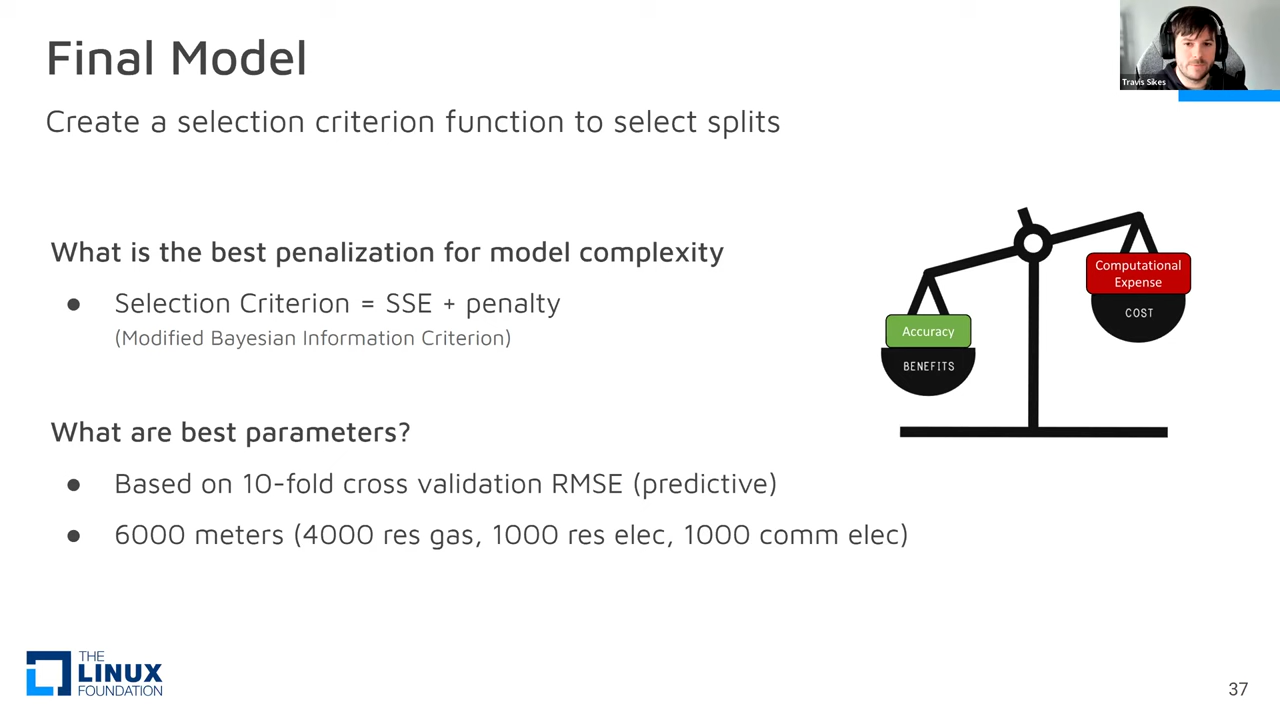 Final Model
Travis Sikes
Create a selection criterion function to select splits
What is the best penalization for model complexity
● Selection Criterion = SSE + penalty
(Modified Bayesian Information Criterion)
Computational
Expense
COST
Accuracy
BENEFITS
What are best parameters?
● Based on 10-fold cross validation RMSE (predictive)
● 6000 meters (4000 res gas, 1000 res elec, 1000 comm elec)
THE
LINUX
FOUNDATION
37